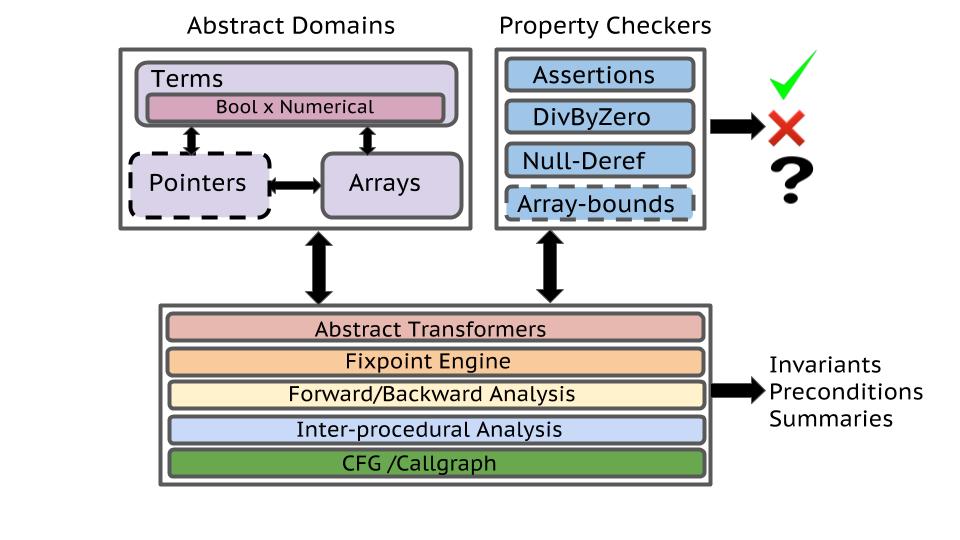 Abstract Domains
Property Checkers
Terms
Bool x Numerical
Pointers
Arrays
Assertions
DivByZero
Null-Deref
Array-bounds
?
Abstract Transformers
Fixpoint Engine
Forward/Backward Analysis
Inter-procedural Analysis
CFG /Callgraph
Invariants
Preconditions
Summaries